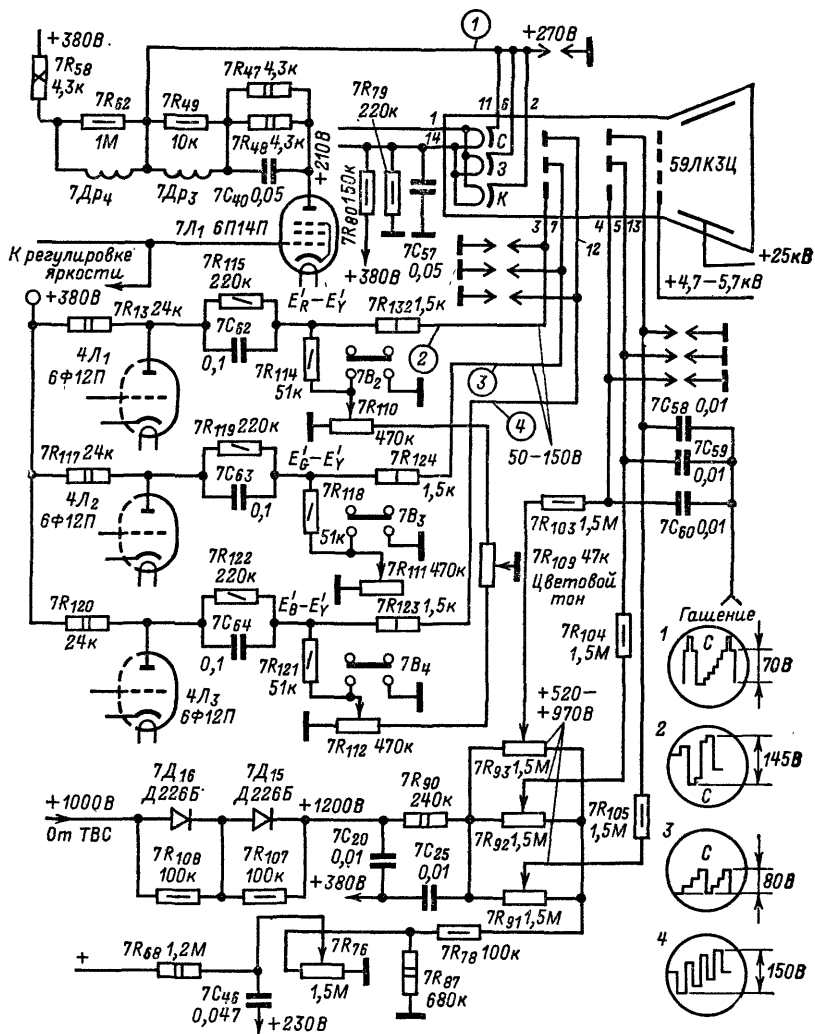 1
+380В
7R58
4,3к
7R62
1М
7R49
10к
7R47 4,3к
7R48 4,3к
7R79
220к
+270В
7Др4
7Др3
7C40 0,05
+210В
1
14
11
6
2
С
З
К
59ЛК3Ц
7Л1 6П14П
7R80 150к
+380В
7C57
0,05
3
7
12
4
5
13
+25кВ
+4,7–5,7кВ
К регулировке
яркости
+380В
7R13 24к
7R115
220к
7C62
0,1
E′R–E′Y
7R132 1,5к
2
4Л1
6Ф12П
7R114
51к
7В2
7R110
470к
3
4
50–150В
7C58 0,01
7C59
0,01
7C60 0,01
7R117 24к
7R119 220к
7C63
0,1
E′G–E′Y
7R124
1,5к
4Л2
6Ф12П
7R118
51к
7В3
7R111 470к
7R103 1,5М
7R109 47к
Цветовой
тон
7R120
24к
7R122
220к
7C64
0,1
E′B–E′Y
7R123 1,5к
4Л3
6Ф12П
7R121
51к
7В4
7R112 470к
7R104
1,5М
Гашение
1
С
70В
+520–
+970В
2
С
145В
+1000В
От ТВС
7Д16
Д226Б
7Д15
Д226Б
+1200В
7R90
240к
7R93 1,5М
7R92 1,5М
7R91 1,5М
7R105
1,5М
7R108
100к
7R107
100к
7C20
0,01
7C25
0,01
+380В
3
С
80В
+
7R68 1,2М
7R76
1,5М
7R78 100к
7R87
680к
7C46
0,047
+230В
4
150В